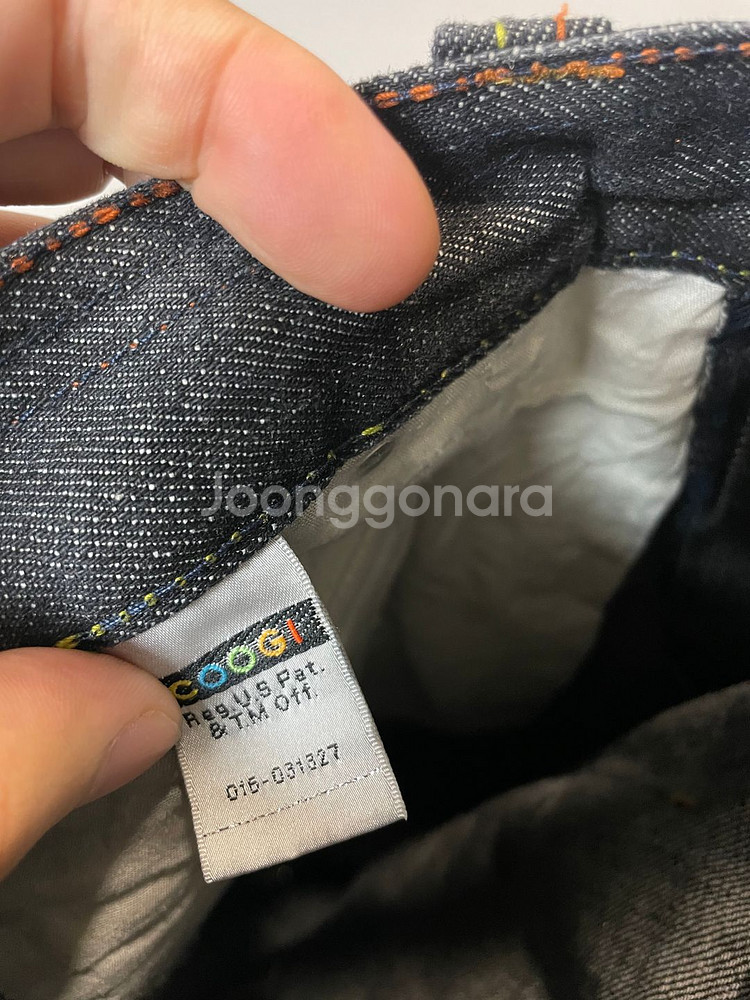 Joonggonara
COOGI
Reg.U.S.Pat.
& T.M Off.
016-031327